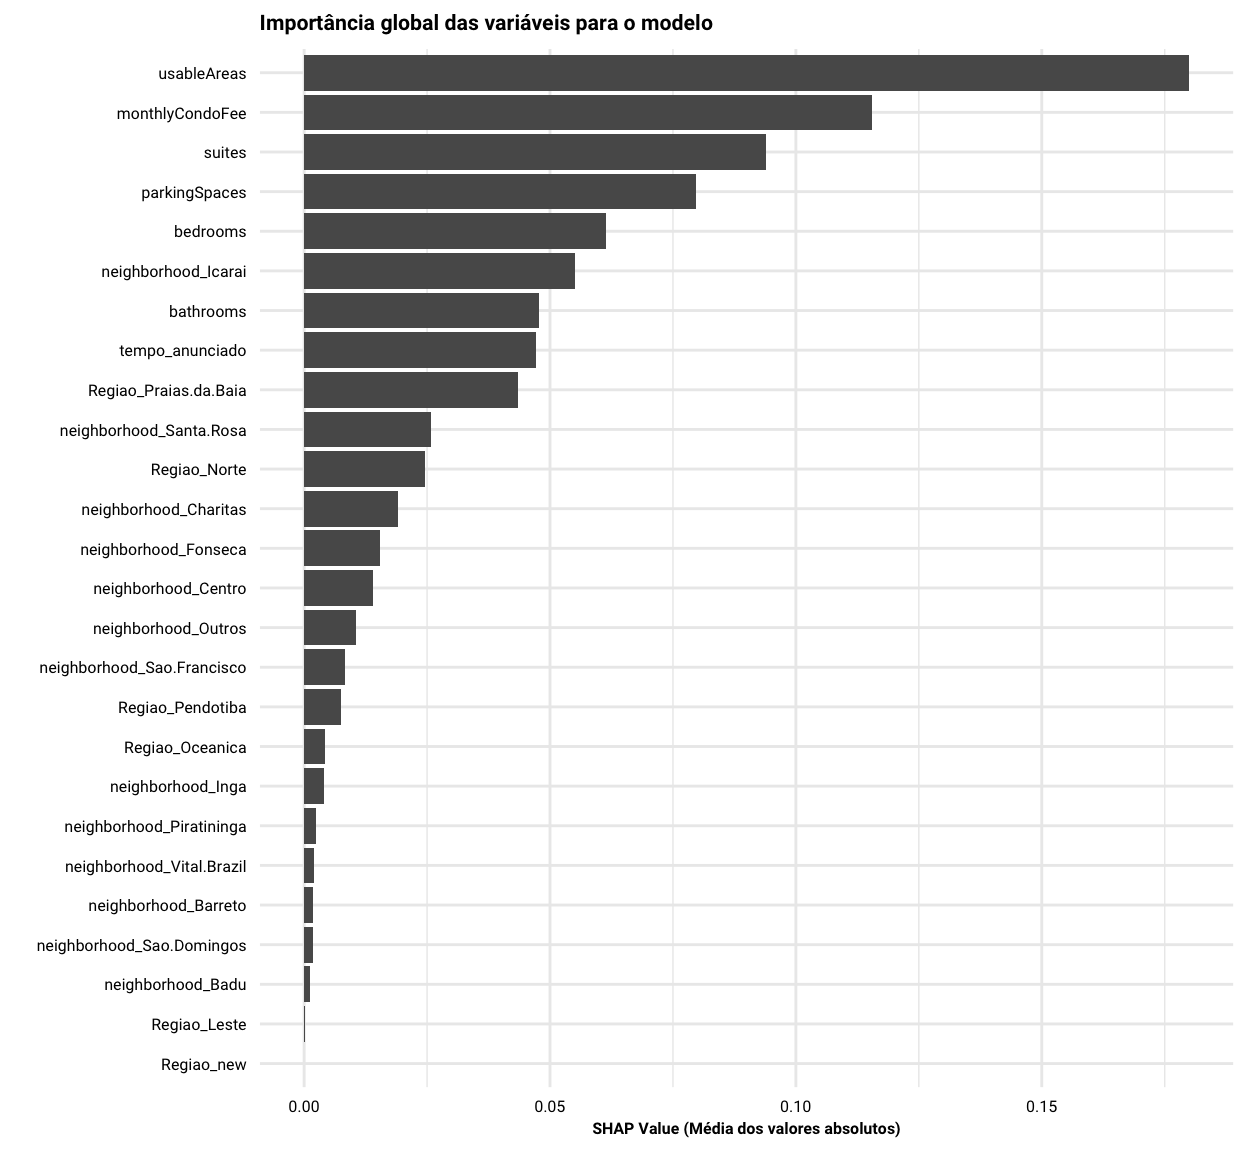 Importância global das variáveis para o modelo
usableAreas
monthlyCondoFee
suites
parkingSpaces
bedrooms
neighborhood_Icarai
bathrooms
tempo_anunciado
Regiao_Praias.da.Baia
neighborhood_Santa.Rosa
Regiao_Norte
neighborhood_Charitas
neighborhood_Fonseca
neighborhood_Centro
neighborhood_Outros
neighborhood_Sao.Francisco
Regiao_Pendotiba
Regiao_Oceanica
neighborhood_Inga
neighborhood_Piratininga
neighborhood_Vital.Brazil
neighborhood_Barreto
neighborhood_Sao.Domingos
neighborhood_Badu
Regiao_Leste
Regiao_new
0.00 0.05 0.10 0.15
SHAP Value (Média dos valores absolutos)